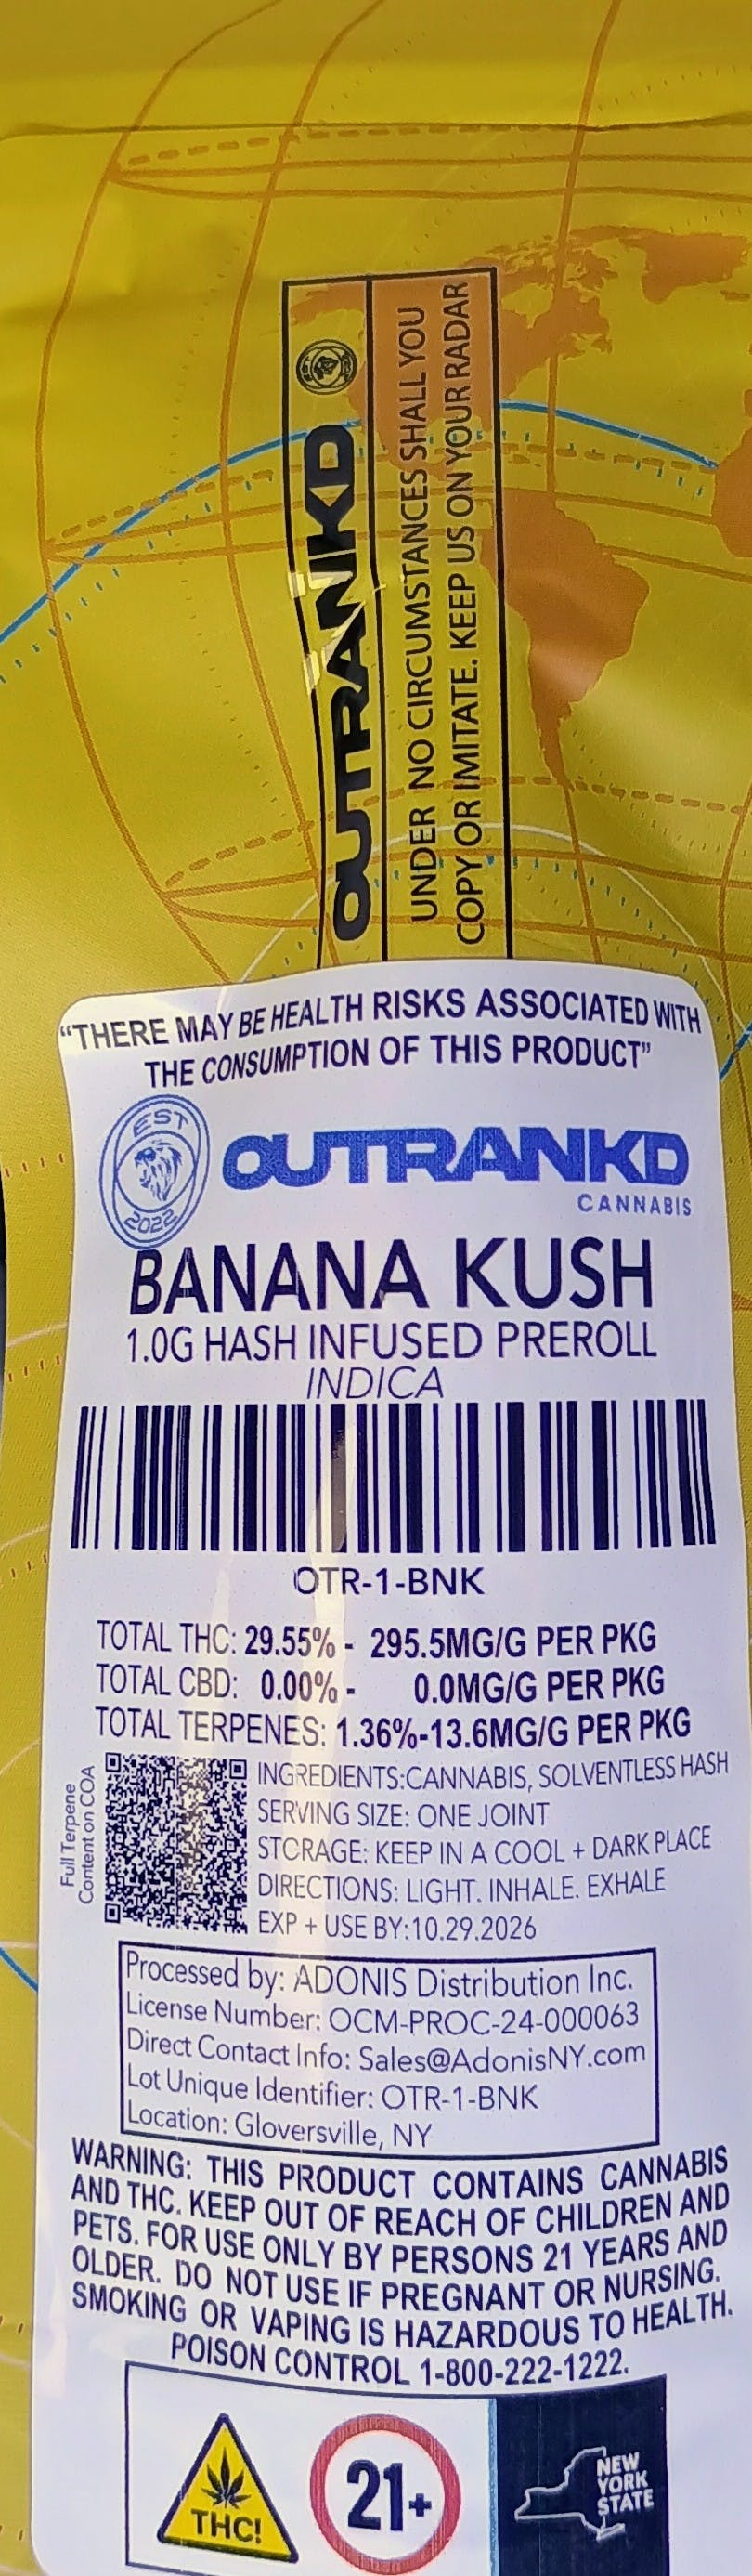 OUTRANKD
UNDER NO CIRCUMSTANCES SHALL YOU
COPY OR IMITATE. KEEP US ON YOUR RADAR
“THERE MAY BE HEALTH RISKS ASSOCIATED WITH
THE CONSUMPTION OF THIS PRODUCT”
EST
2022
OUTRANKD
CANNABIS
BANANA KUSH
1.0G HASH INFUSED PREROLL
INDICA
OTR-1-BNK
TOTAL THC: 29.55% - 295.5MG/G PER PKG
TOTAL CBD: 0.00% - 0.0MG/G PER PKG
TOTAL TERPENES: 1.36%-13.6MG/G PER PKG
Full Terpene
Content on COA
INGREDIENTS:CANNABIS, SOLVENTLESS HASH
SERVING SIZE: ONE JOINT
STORAGE: KEEP IN A COOL + DARK PLACE
DIRECTIONS: LIGHT. INHALE. EXHALE
EXP + USE BY:10.29.2026
Processed by: ADONIS Distribution Inc.
License Number: OCM-PROC-24-000063
Direct Contact Info: Sales@AdonisNY.com
Lot Unique Identifier: OTR-1-BNK
Location: Gloversville, NY
WARNING: THIS PRODUCT CONTAINS CANNABIS
AND THC. KEEP OUT OF REACH OF CHILDREN AND
PETS. FOR USE ONLY BY PERSONS 21 YEARS AND
OLDER. DO NOT USE IF PREGNANT OR NURSING.
SMOKING OR VAPING IS HAZARDOUS TO HEALTH.
POISON CONTROL 1-800-222-1222.
THC!
21+
NEW
YORK
STATE